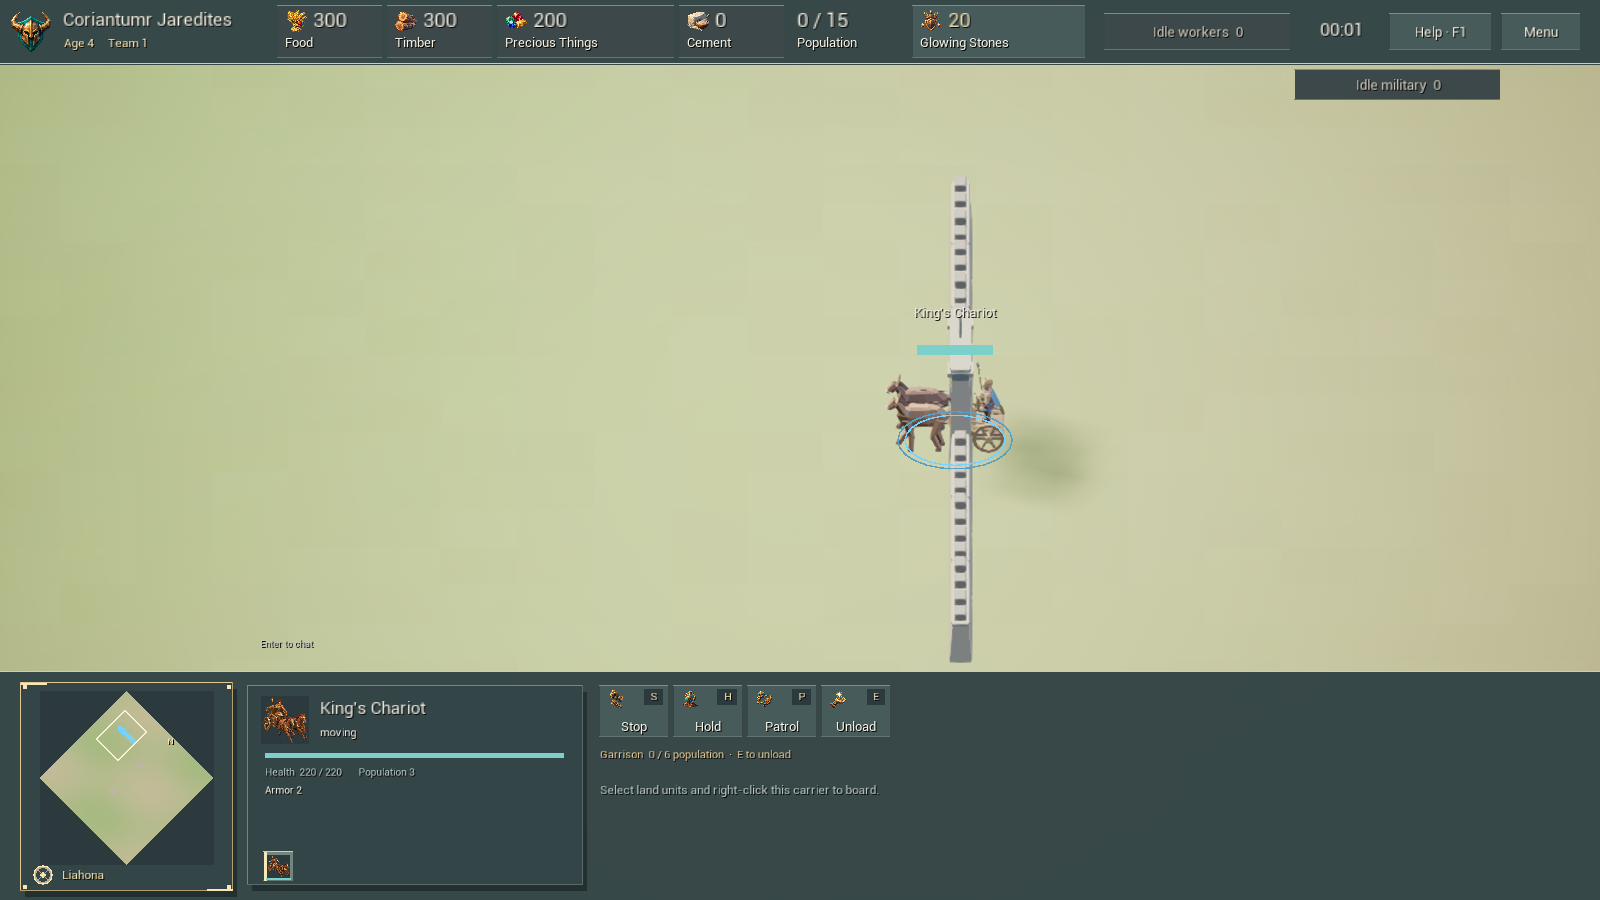 Coriantumr Jaredites
Age 4 Team 1
300
Food
300
Timber
200
Precious Things
0
Cement
0 / 15
Population
20
Glowing Stones
Idle workers 0
00:01
Help · F1
Menu
Idle military 0
King's Chariot
Enter to chat
N
Liahona
King's Chariot
moving
Health 220 / 220 Population 3
Armor 2
S
Stop
H
Hold
P
Patrol
E
Unload
Garrison 0 / 6 population · E to unload
Select land units and right-click this carrier to board.